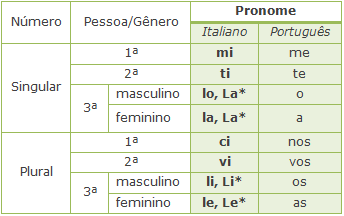 Número Pessoa/Gênero Pronome
Italiano Português
Singular 1ª mi me
2ª ti te
3ª masculino lo, La* o
feminino la, La* a
Plural 1ª ci nos
2ª vi vos
3ª masculino li, Li* os
feminino le, Le* as